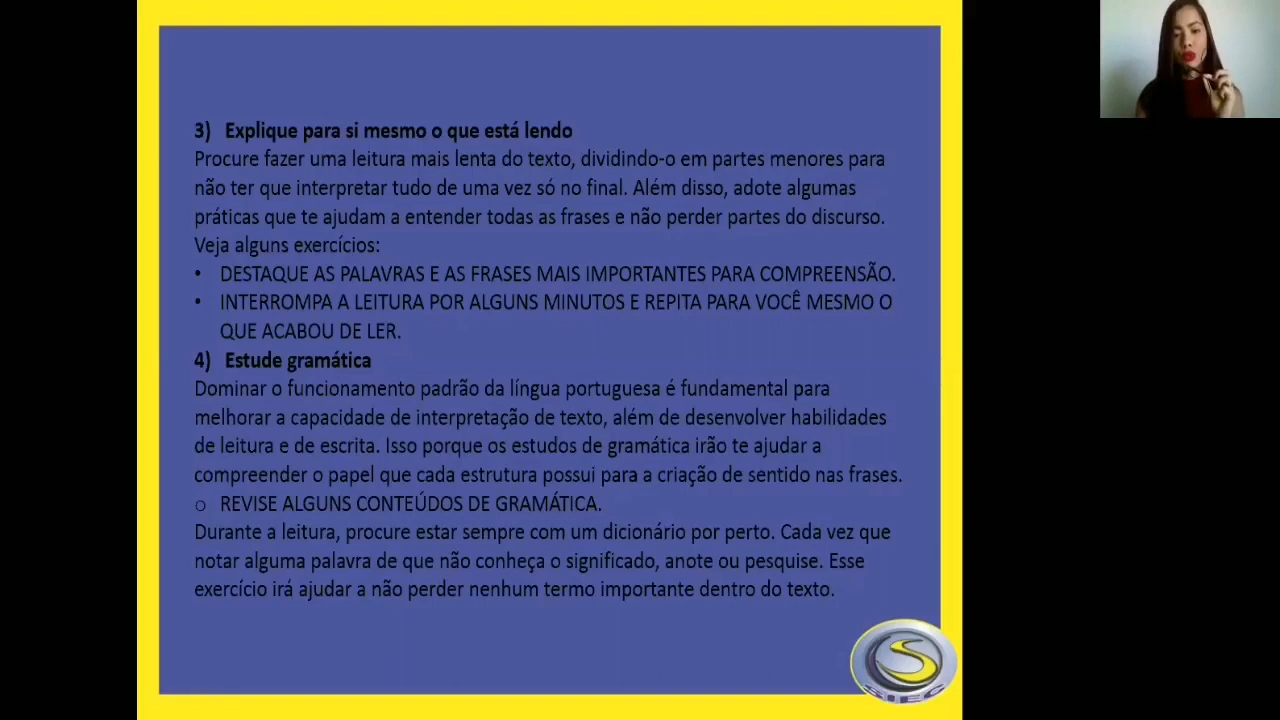 3) Explique para si mesmo o que está lendo
Procure fazer uma leitura mais lenta do texto, dividindo-o em partes menores para
não ter que interpretar tudo de uma vez só no final. Além disso, adote algumas
práticas que te ajudam a entender todas as frases e não perder partes do discurso.
Veja alguns exercícios:
• DESTAQUE AS PALAVRAS E AS FRASES MAIS IMPORTANTES PARA COMPREENSÃO.
• INTERROMPA A LEITURA POR ALGUNS MINUTOS E REPITA PARA VOCÊ MESMO O
QUE ACABOU DE LER.
4) Estude gramática
Dominar o funcionamento padrão da língua portuguesa é fundamental para
melhorar a capacidade de interpretação de texto, além de desenvolver habilidades
de leitura e de escrita. Isso porque os estudos de gramática irão te ajudar a
compreender o papel que cada estrutura possui para a criação de sentido nas frases.
o REVISE ALGUNS CONTEÚDOS DE GRAMÁTICA.
Durante a leitura, procure estar sempre com um dicionário por perto. Cada vez que
notar alguma palavra de que não conheça o significado, anote ou pesquise. Esse
exercício irá ajudar a não perder nenhum termo importante dentro do texto.
S